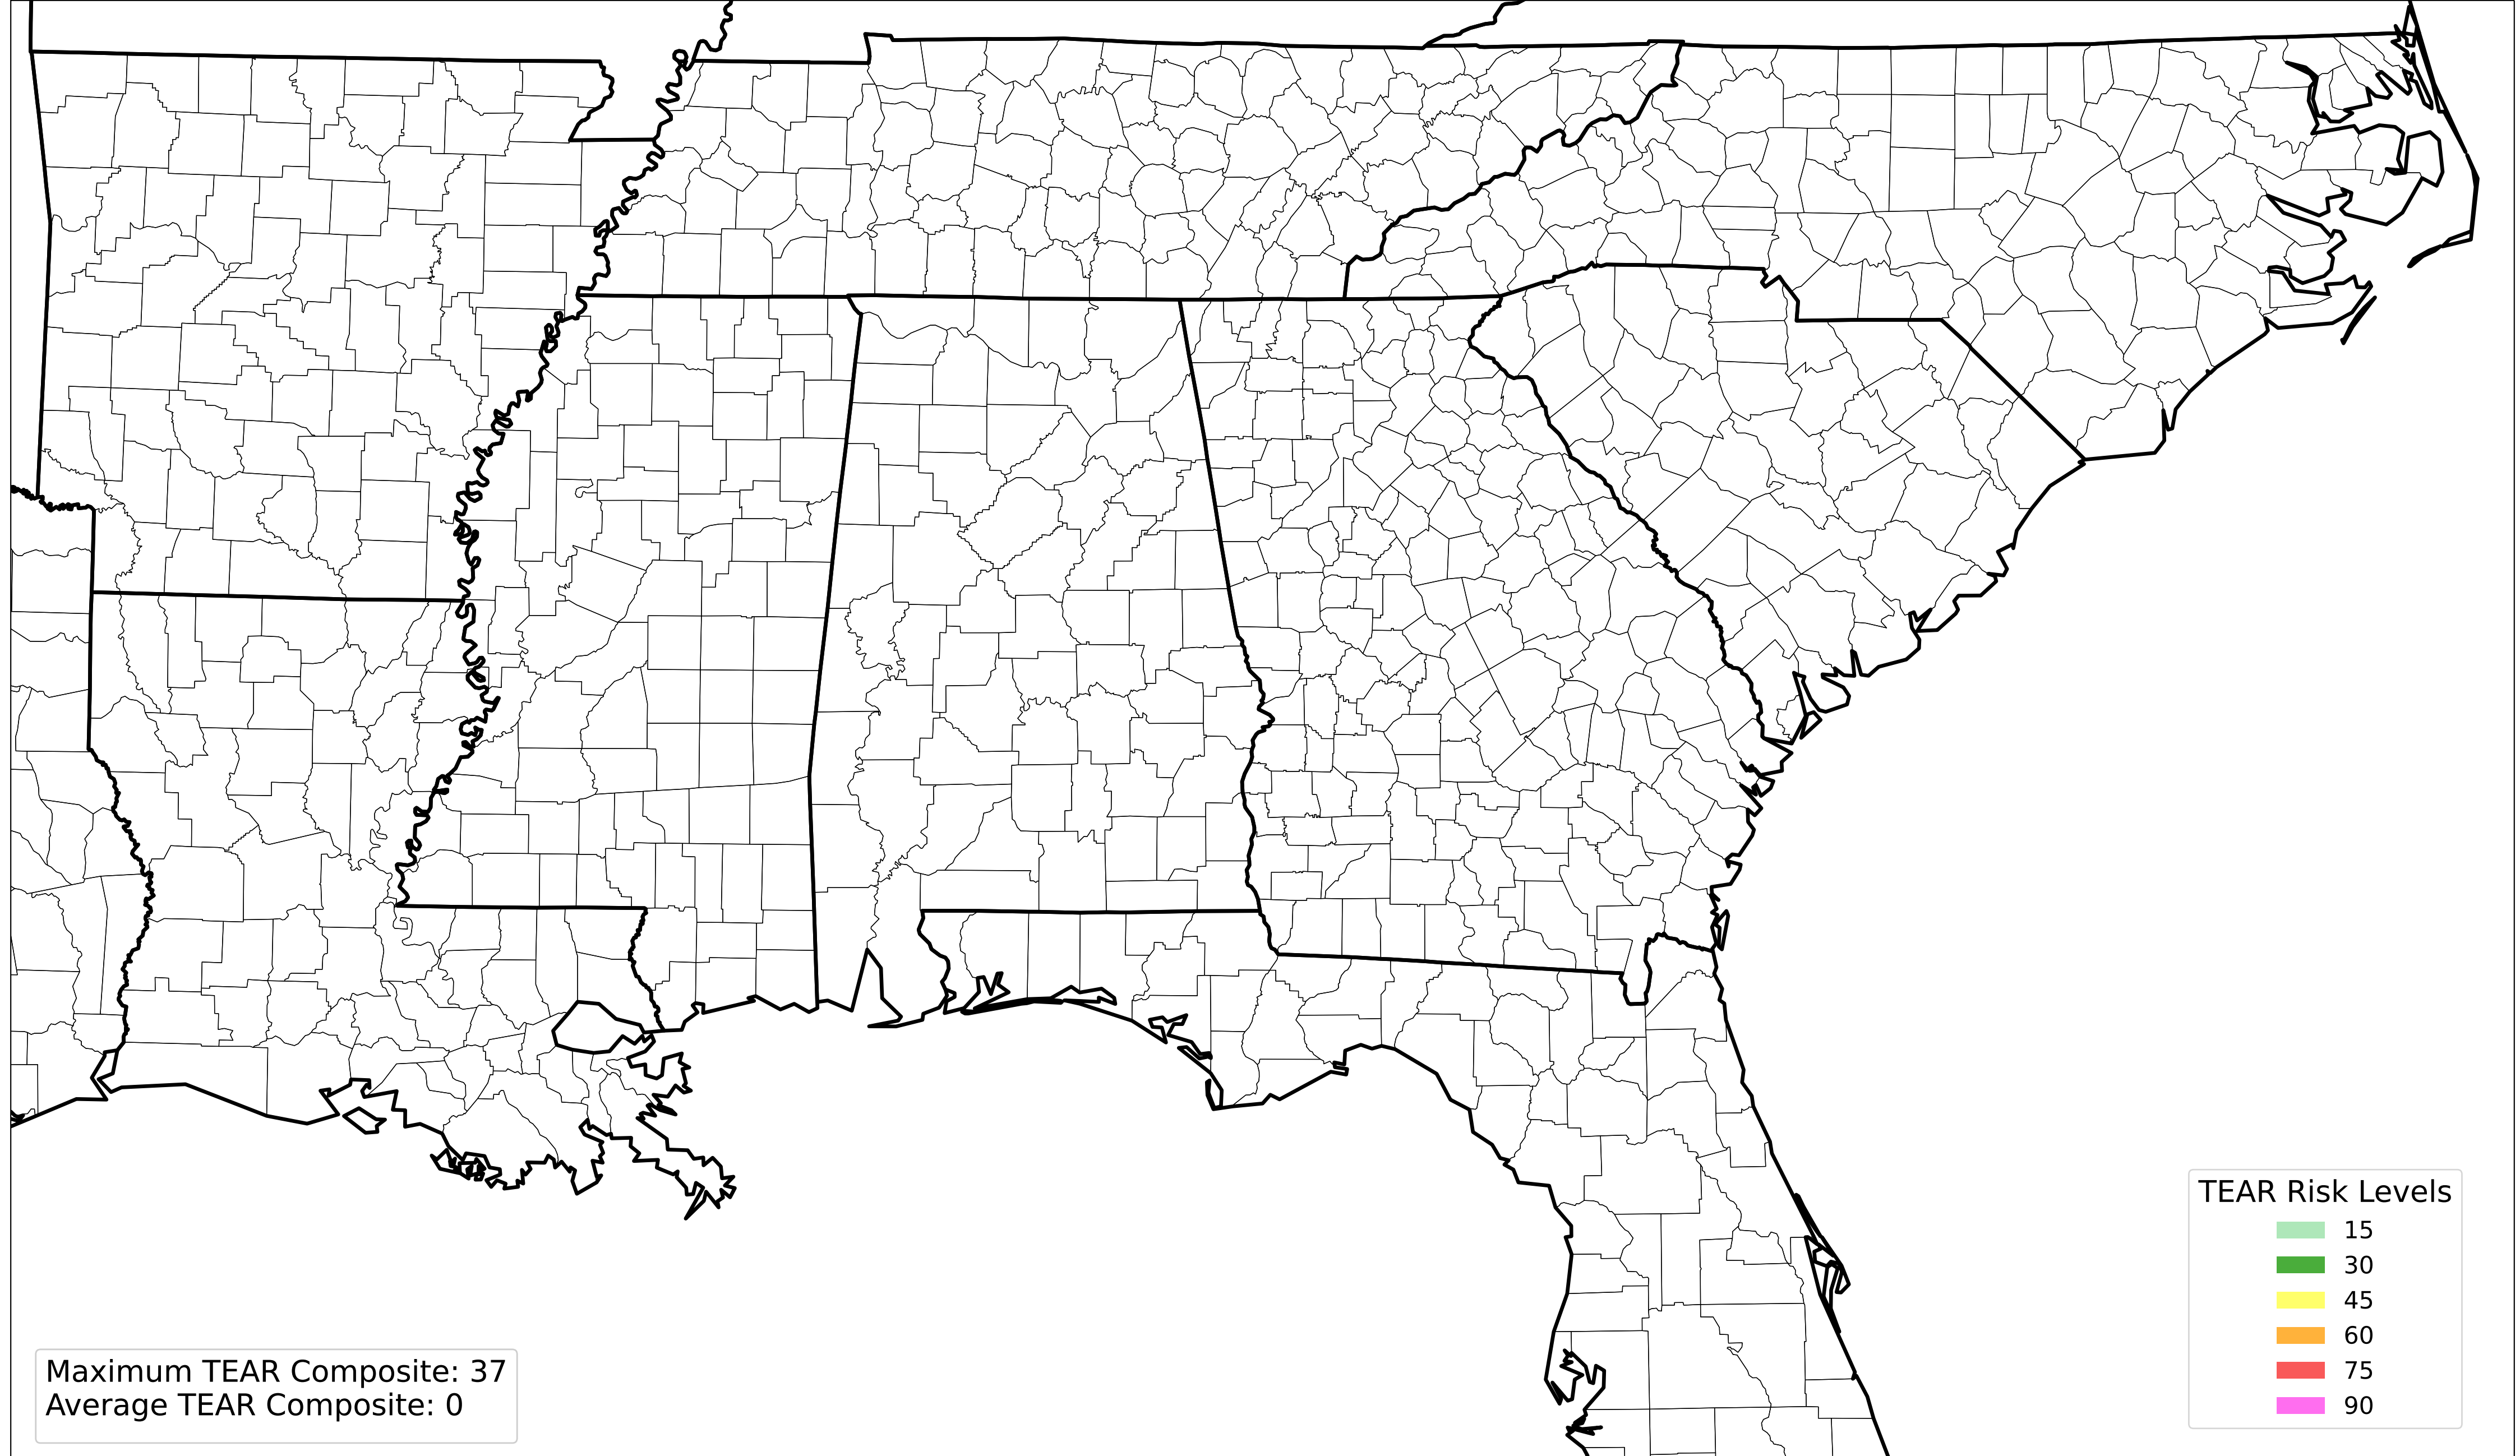 TEAR Risk Levels
15
30
45
60
75
90
Maximum TEAR Composite: 37
Average TEAR Composite: 0